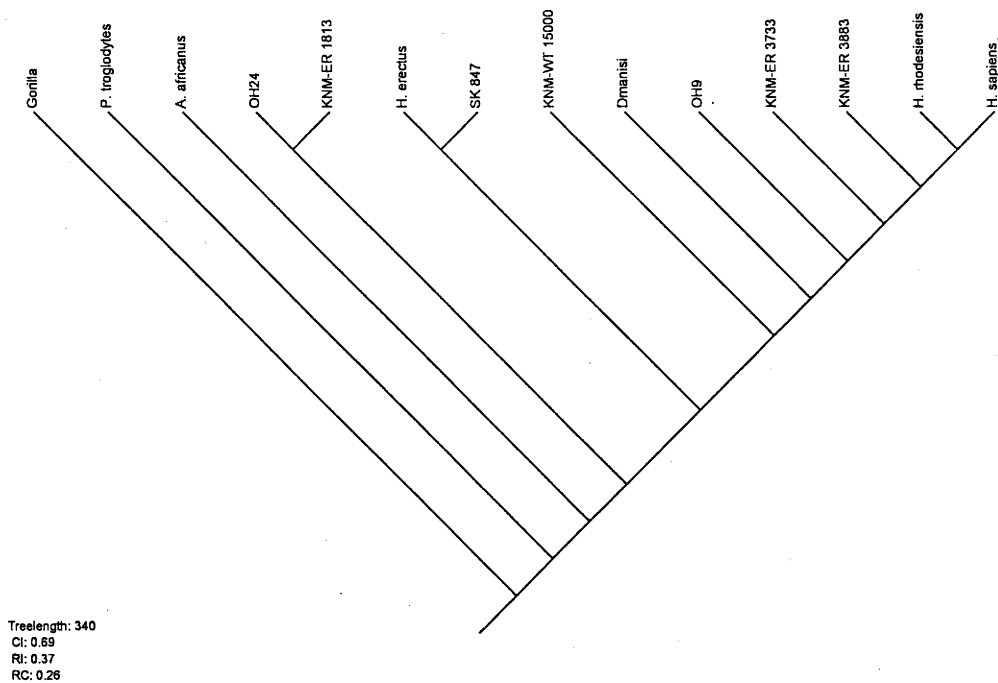 Gorilla
P. troglodytes
A. africanus
OH24
KNM-ER 1813
H. erectus
SK 847
KNM-WT 15000
Dmanisi
OH9
KNM-ER 3733
KNM-ER 3883
H. rhodesiensis
H. sapiens
Treelength: 340
CI: 0.69
RI: 0.37
RC: 0.26